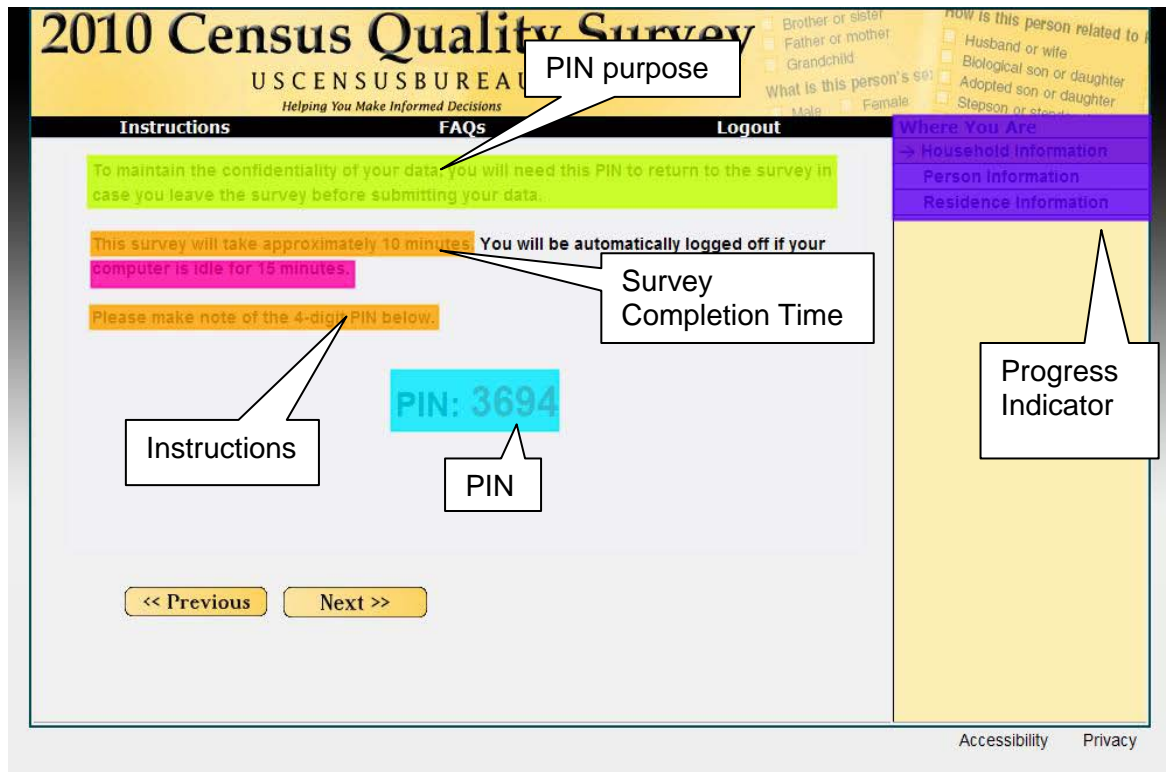 2010 Census Quality Survey
USCENSUSBUREAU
Helping You Make Informed Decisions
Brother or sister
Father or mother
Grandchild
What is this person's sex
Male Female
How is this person related to
Husband or wife
Biological son or daughter
Adopted son or daughter
Stepson or
PIN purpose
Instructions FAQs Logout
Where You Are
→ Household Information
Person Information
Residence Information
To maintain the confidentiality of your data, you will need this PIN to return to the survey in
case you leave the survey before submitting your data.
This survey will take approximately 10 minutes. You will be automatically logged off if your
computer is idle for 15 minutes.
Survey
Completion Time
Please make note of the 4-digit PIN below.
Progress
Indicator
PIN: 3694
Instructions
PIN
<< Previous Next >>
Accessibility Privacy